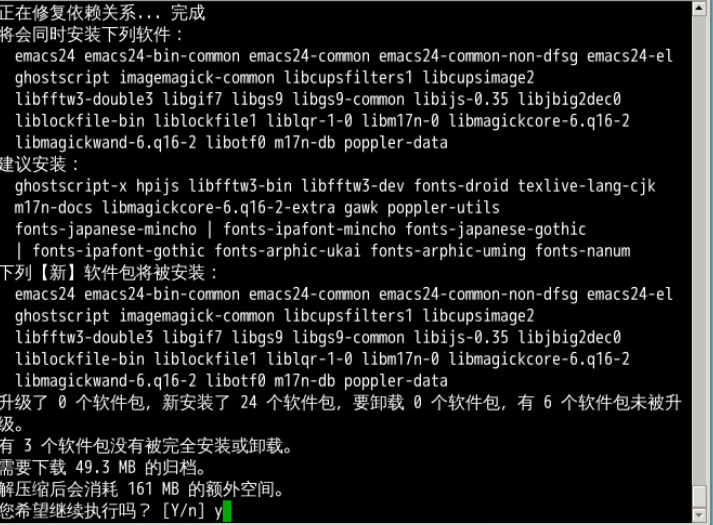 正在修复依赖关系... 完成
将会同时安装下列软件：
emacs24 emacs24-bin-common emacs24-common emacs24-common-non-dfsg emacs24-el
ghostscript imagemagick-common libcupsfilters1 libcupsimage2
libfftw3-double3 libgif7 libgs9 libgs9-common libijs-0.35 libjbig2dec0
liblockfile-bin liblockfile1 liblqr-1-0 libm17n-0 libmagickcore-6.q16-2
libmagickwand-6.q16-2 libotf0 m17n-db poppler-data
建议安装：
ghostscript-x hpijs libfftw3-bin libfftw3-dev fonts-droid texlive-lang-cjk
m17n-docs libmagickcore-6.q16-2-extra gawk poppler-utils
fonts-japanese-mincho | fonts-ipafont-mincho fonts-japanese-gothic
| fonts-ipafont-gothic fonts-arphic-ukai fonts-arphic-uming fonts-nanum
下列【新】软件包将被安装：
emacs24 emacs24-bin-common emacs24-common emacs24-common-non-dfsg emacs24-el
ghostscript imagemagick-common libcupsfilters1 libcupsimage2
libfftw3-double3 libgif7 libgs9 libgs9-common libijs-0.35 libjbig2dec0
liblockfile-bin liblockfile1 liblqr-1-0 libm17n-0 libmagickcore-6.q16-2
libmagickwand-6.q16-2 libotf0 m17n-db poppler-data
升级了 0 个软件包，新安装了 24 个软件包，要卸载 0 个软件包，有 6 个软件包未被升
级。
有 3 个软件包没有被完全安装或卸载。
需要下载 49.3 MB 的归档。
解压缩后会消耗 161 MB 的额外空间。
您希望继续执行吗？ [Y/n] y